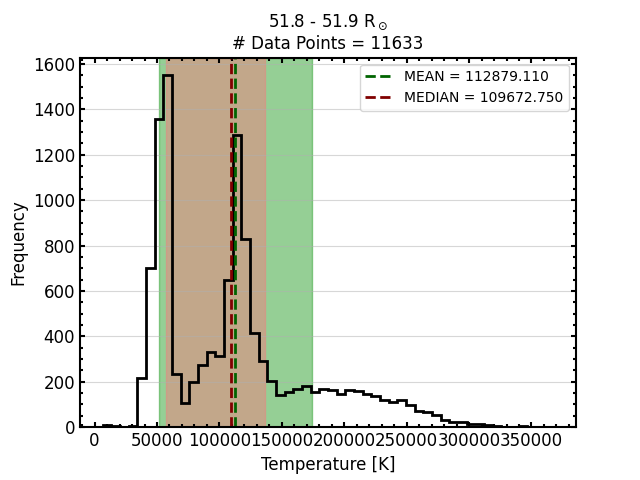 51.8 - 51.9 R⊙
# Data Points = 11633
MEAN = 112879.110
MEDIAN = 109672.750
Frequency
1600
1400
1200
1000
800
600
400
200
0
0 50000 100000 150000 200000 250000 300000 350000
Temperature [K]